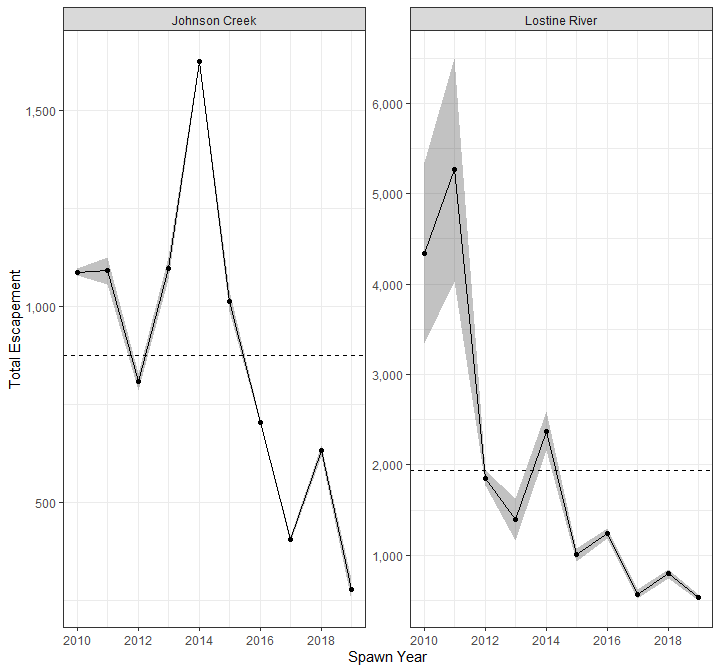 Johnson Creek
Lostine River
Total Escapement
1,500
1,000
500
6,000
5,000
4,000
3,000
2,000
1,000
2010 2012 2014 2016 2018
2010 2012 2014 2016 2018
Spawn Year